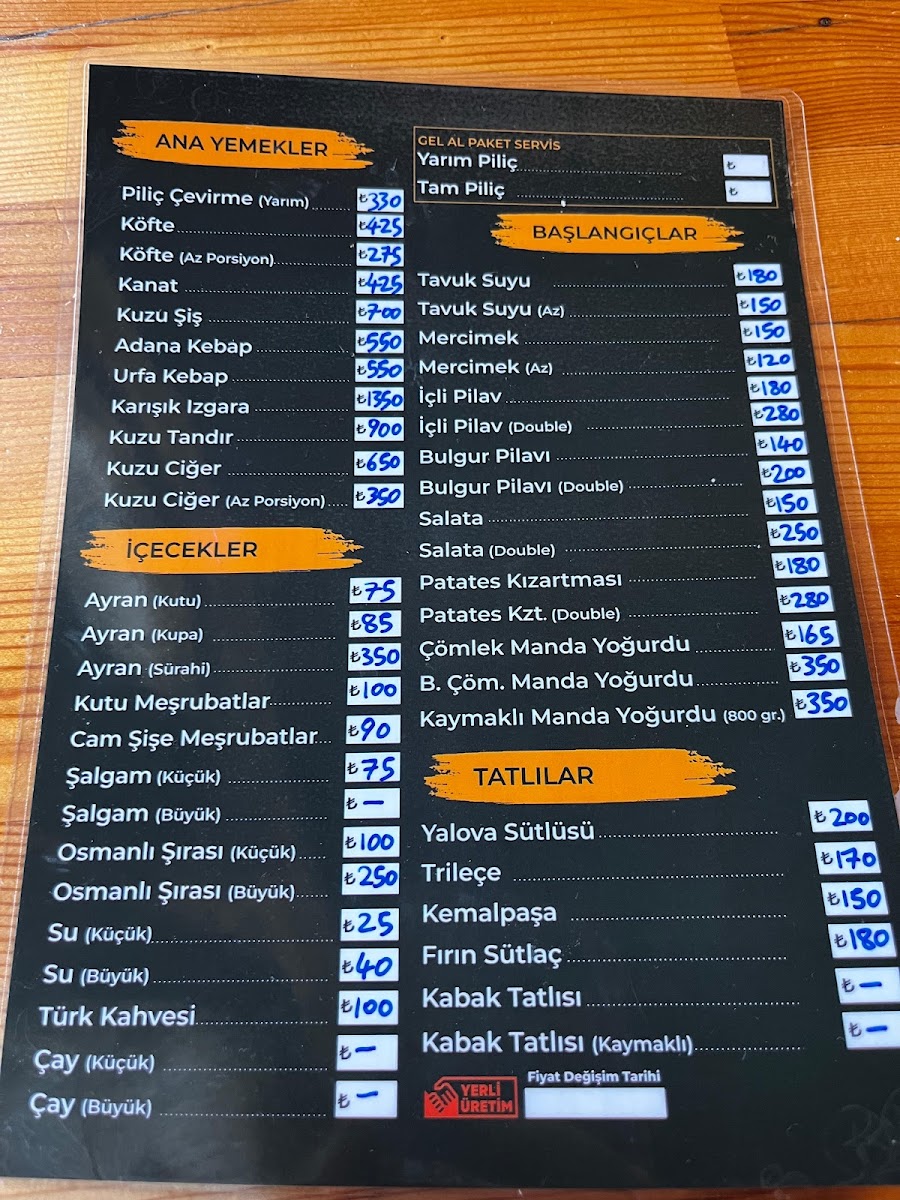 ANA YEMEKLER
Piliç Çevirme (Yarım) ₺330
Köfte ₺425
Köfte (Az Porsiyon) ₺275
Kanat ₺425
Kuzu Şiş ₺700
Adana Kebap ₺550
Urfa Kebap ₺550
Karışık Izgara ₺1350
Kuzu Tandır ₺900
Kuzu Ciğer ₺650
Kuzu Ciğer (Az Porsiyon) ₺350
İÇECEKLER
Ayran (Kutu) ₺75
Ayran (Kupa) ₺85
Ayran (Sürahi) ₺350
Kutu Meşrubatlar ₺100
Cam Şişe Meşrubatlar ₺90
Şalgam (Küçük) ₺75
Şalgam (Büyük) ₺-
Osmanlı Şırası (Küçük) ₺100
Osmanlı Şırası (Büyük) ₺250
Su (Küçük) ₺25
Su (Büyük) ₺40
Türk Kahvesi ₺100
Çay (Küçük) ₺-
Çay (Büyük) ₺-
GEL AL PAKET SERVİS
Yarım Piliç ₺
Tam Piliç ₺
BAŞLANGIÇLAR
Tavuk Suyu ₺180
Tavuk Suyu (Az) ₺150
Mercimek ₺150
Mercimek (Az) ₺120
İçli Pilav ₺180
İçli Pilav (Double) ₺280
Bulgur Pilavı ₺140
Bulgur Pilavı (Double) ₺200
Salata ₺150
Salata (Double) ₺250
Patates Kızartması ₺180
Patates Kzt. (Double) ₺280
Çömlek Manda Yoğurdu ₺165
B. Çöm. Manda Yoğurdu ₺350
Kaymaklı Manda Yoğurdu (800 gr.) ₺350
TATLILAR
Yalova Sütlüsü ₺200
Trileçe ₺170
Kemalpaşa ₺150
Fırın Sütlaç ₺180
Kabak Tatlısı ₺-
Kabak Tatlısı (Kaymaklı) ₺-
YERLİ
ÜRETİM
Fiyat Değişim Tarihi